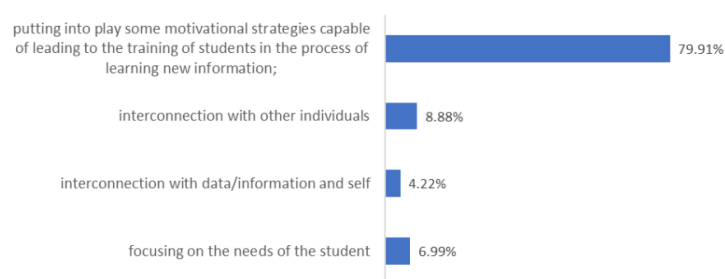 putting into play some motivational strategies capable
of leading to the training of students in the process of
learning new information;
79.91%
interconnection with other individuals
8.88%
interconnection with data/information and self
4.22%
focusing on the needs of the student
6.99%